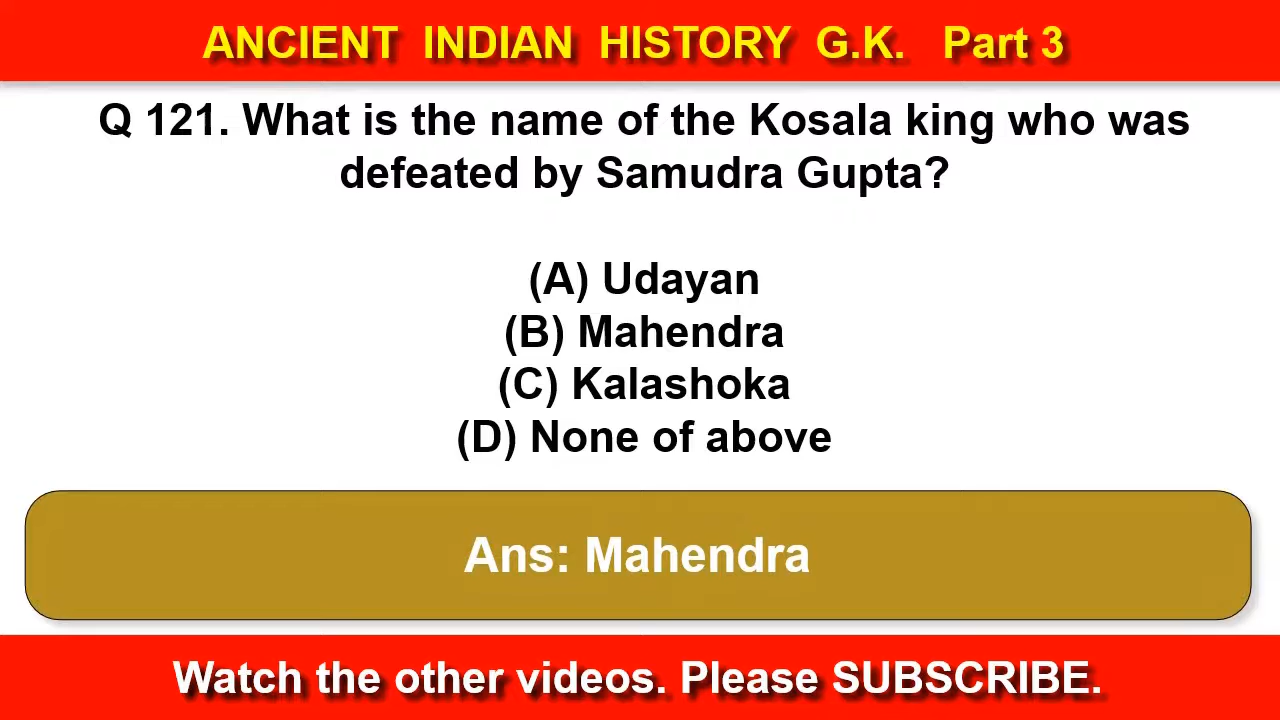 ANCIENT INDIAN HISTORY G.K. Part 3
Q 121. What is the name of the Kosala king who was
defeated by Samudra Gupta?
(A) Udayan
(B) Mahendra
(C) Kalashoka
(D) None of above
Ans: Mahendra
Watch the other videos. Please SUBSCRIBE.